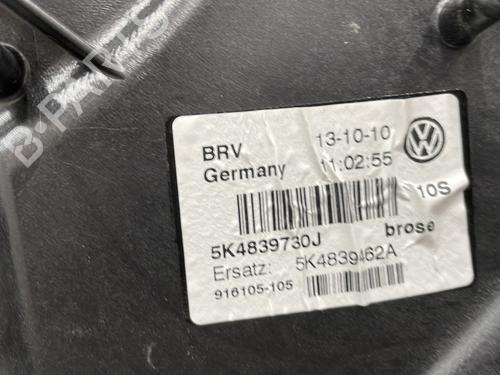 B-PARTS
BRV
Germany
13-10-10
11:02:55
10S
5K4839730J
brose
Ersatz: 5K4839462A
916105-105